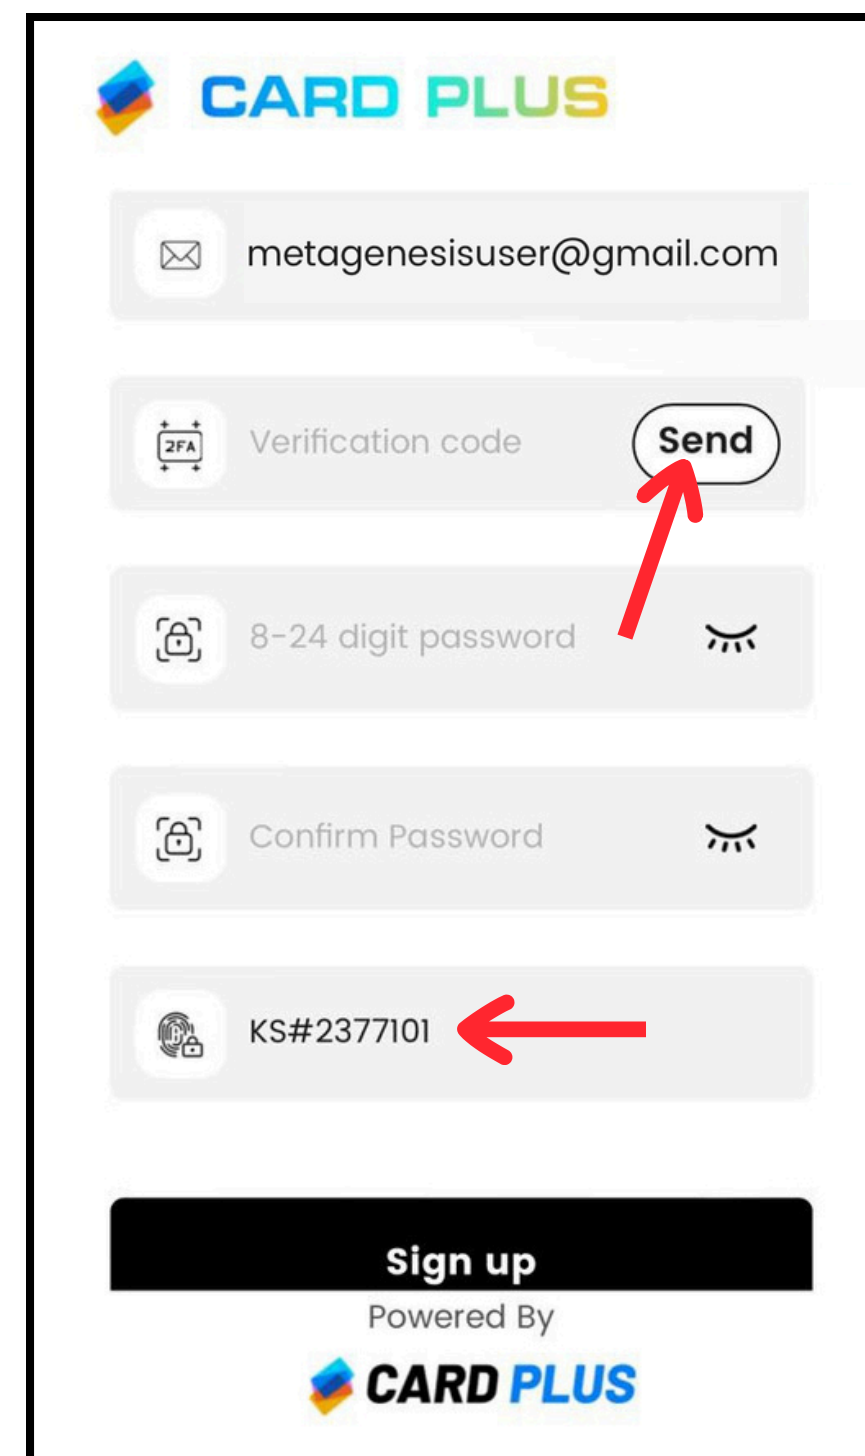 CARD PLUS
metagenesisuser@gmail.com
2FA
Verification code
Send
8-24 digit password
Confirm Password
KS#2377101
Sign up
Powered By
CARD PLUS